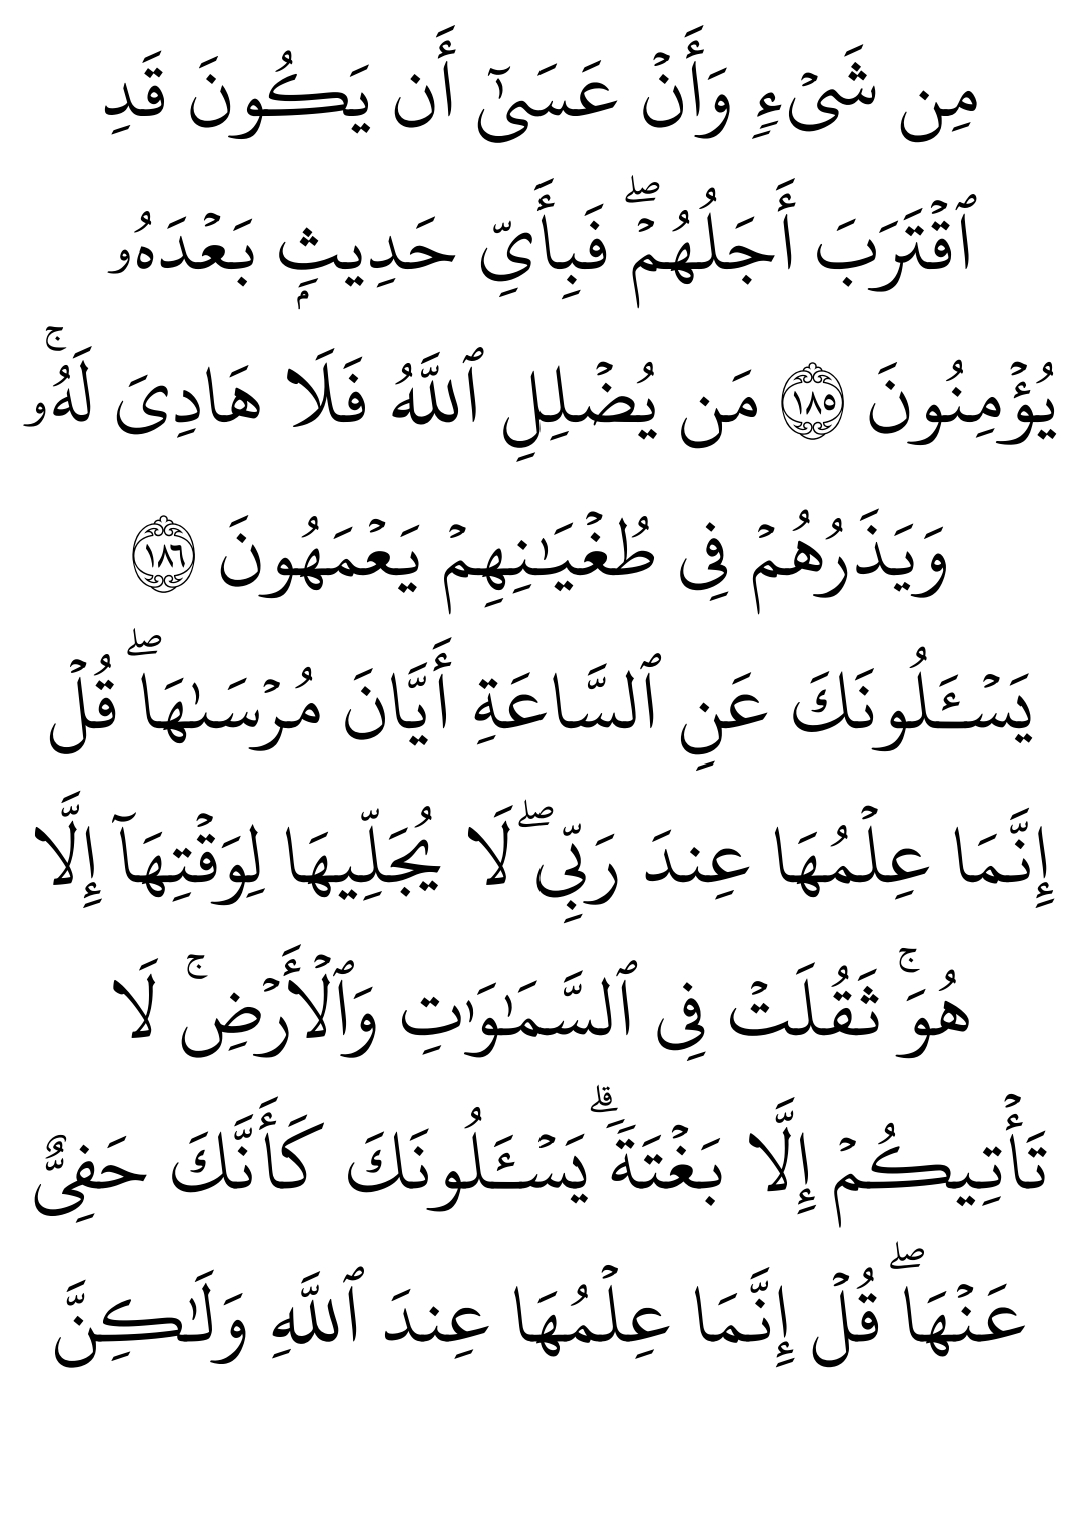 مِن شَىۡءٖ وَأَنۡ عَسَىٰٓ أَن يَكُونَ قَدِ
ٱقۡتَرَبَ أَجَلُهُمۡۖ فَبِأَيِّ حَدِيثِۭ بَعۡدَهُۥ
يُؤۡمِنُونَ ١٨٥ مَن يُضۡلِلِ ٱللَّهُ فَلَا هَادِىَ لَهُۥۚ
وَيَذَرُهُمۡ فِى طُغۡيَٰنِهِمۡ يَعۡمَهُونَ ١٨٦
يَسۡـَٔلُونَكَ عَنِ ٱلسَّاعَةِ أَيَّانَ مُرۡسَىٰهَاۖ قُلۡ
إِنَّمَا عِلۡمُهَا عِندَ رَبِّىۖ لَا يُجَلِّيهَا لِوَقۡتِهَآ إِلَّا
هُوَۚ ثَقُلَتۡ فِى ٱلسَّمَٰوَٰتِ وَٱلۡأَرۡضِۚ لَا
تَأۡتِيكُمۡ إِلَّا بَغۡتَةٗۗ يَسۡـَٔلُونَكَ كَأَنَّكَ حَفِىٌّ
عَنۡهَاۖ قُلۡ إِنَّمَا عِلۡمُهَا عِندَ ٱللَّهِ وَلَٰكِنَّ